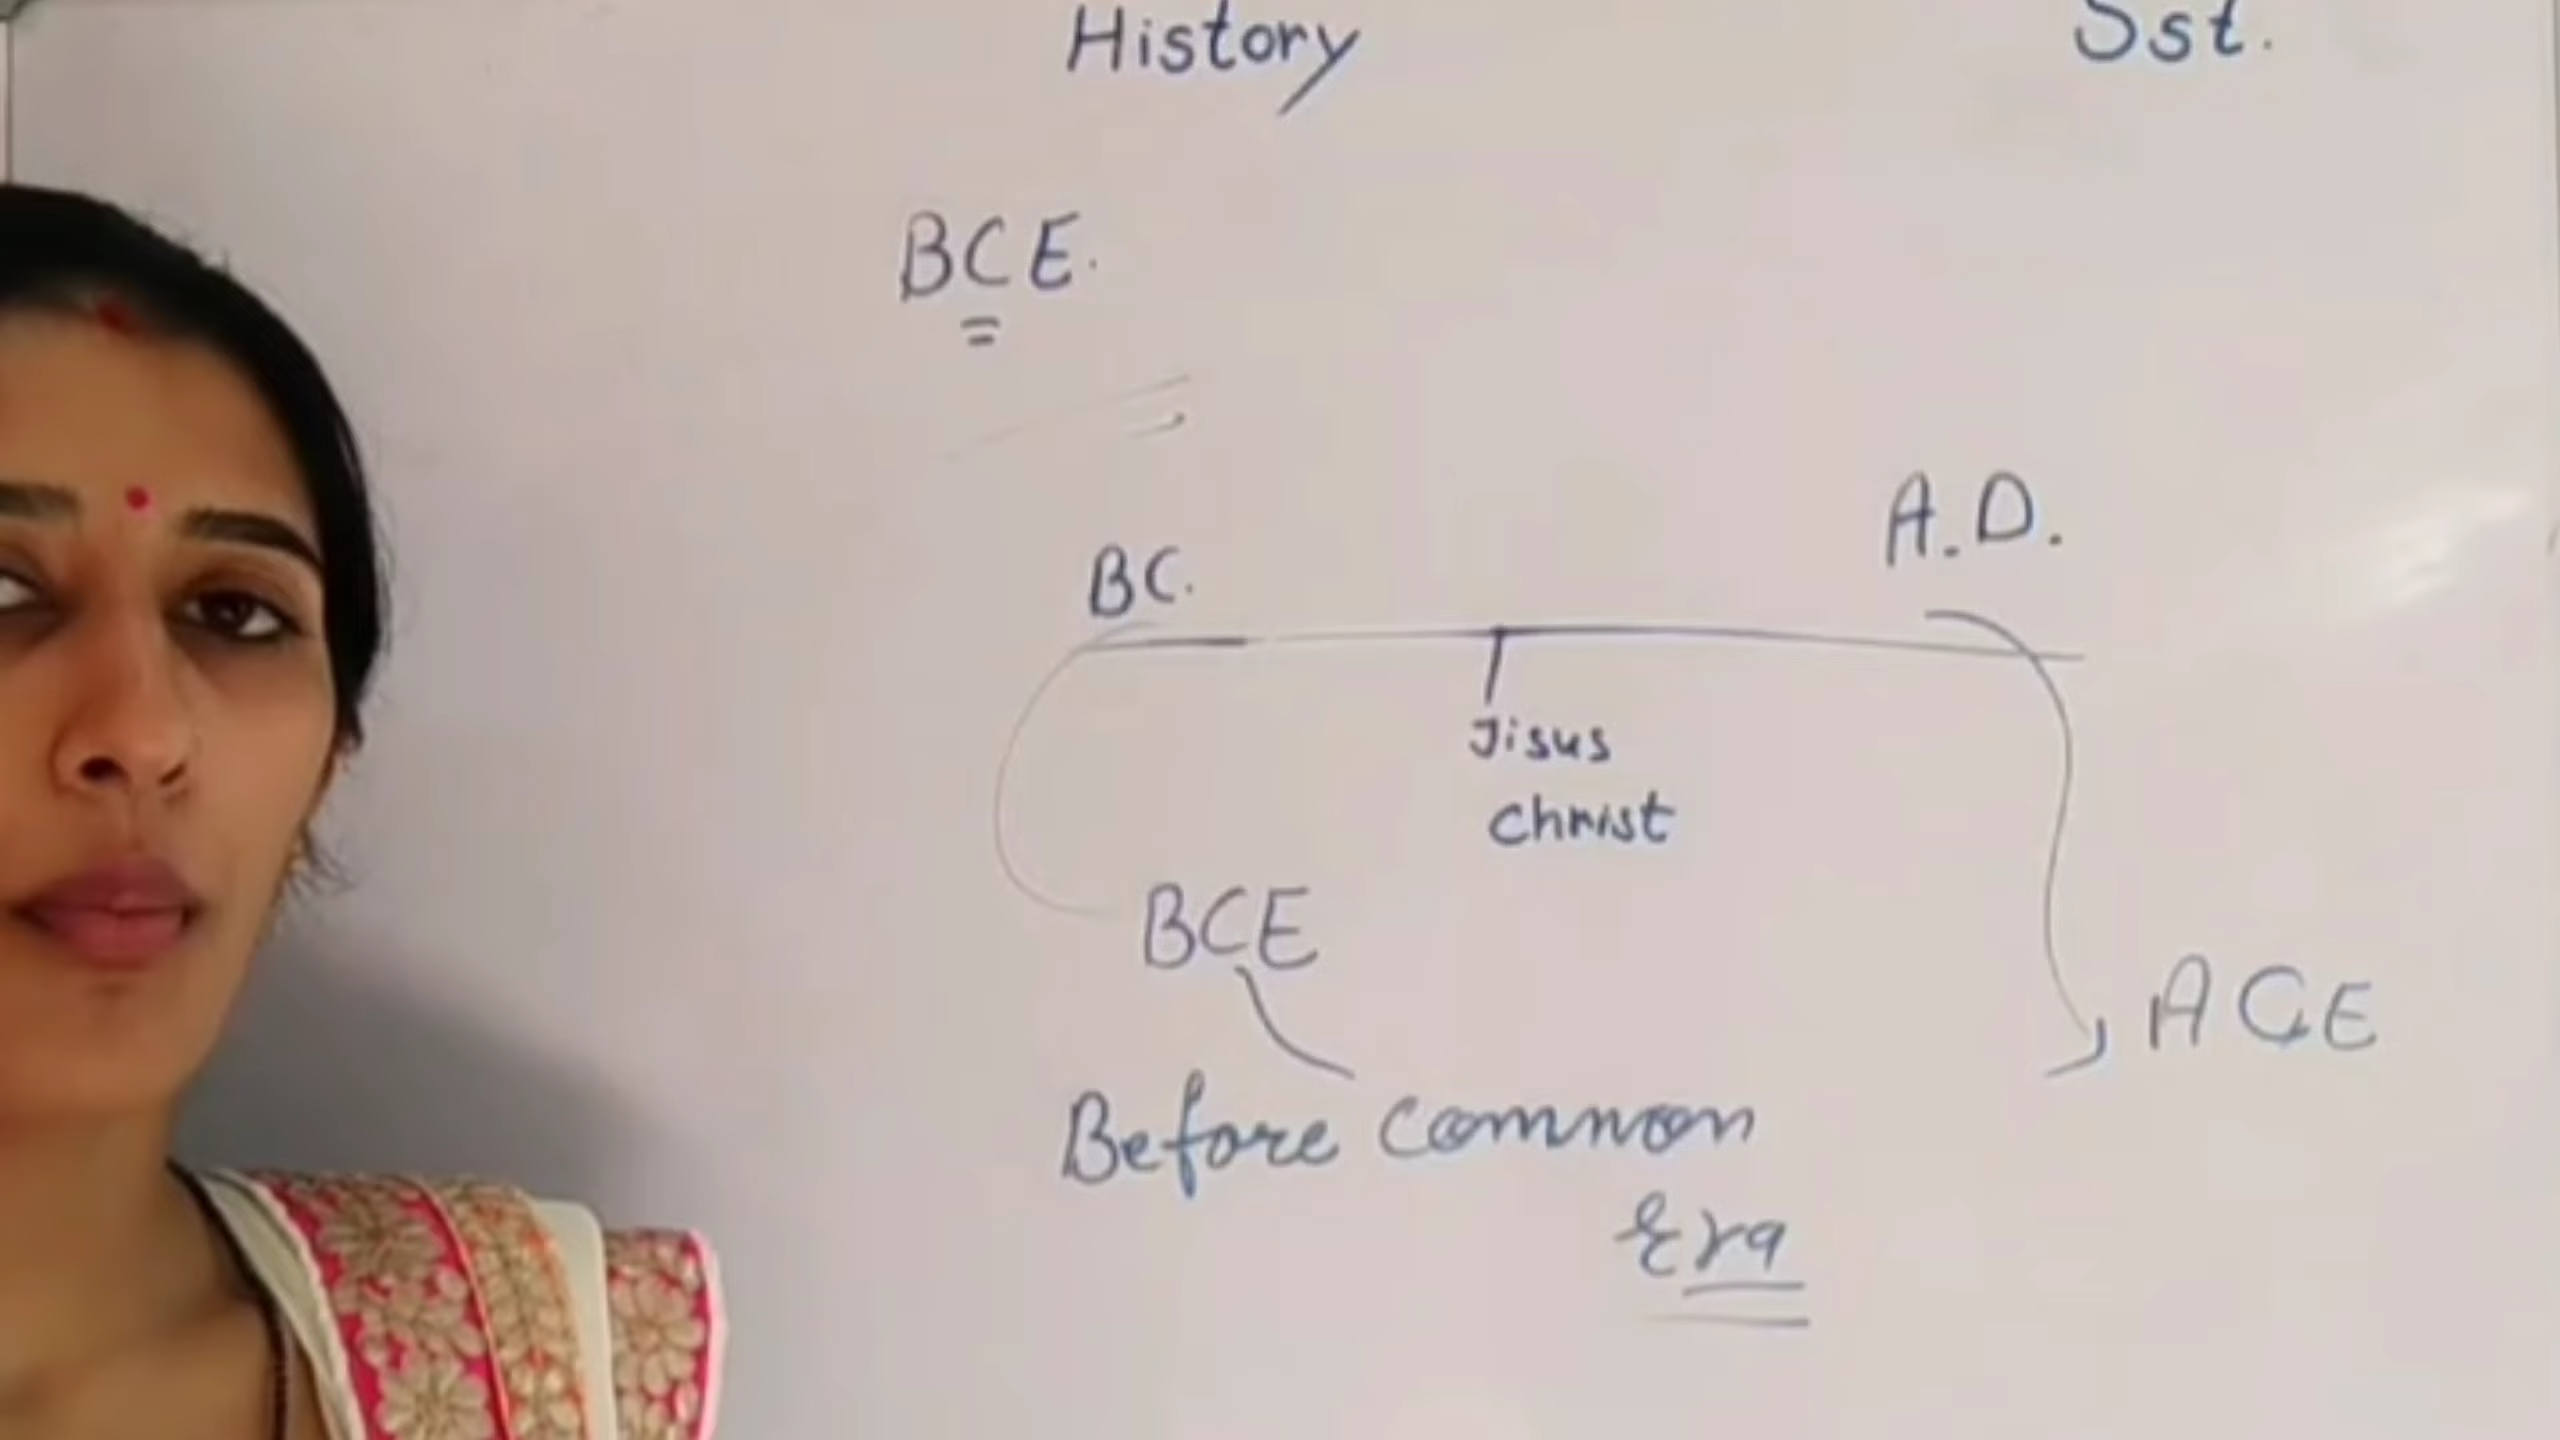 History Sst.
BCE.
BC. A.D.
Jisus
Christ
BCE
ACE
Before Common
Era